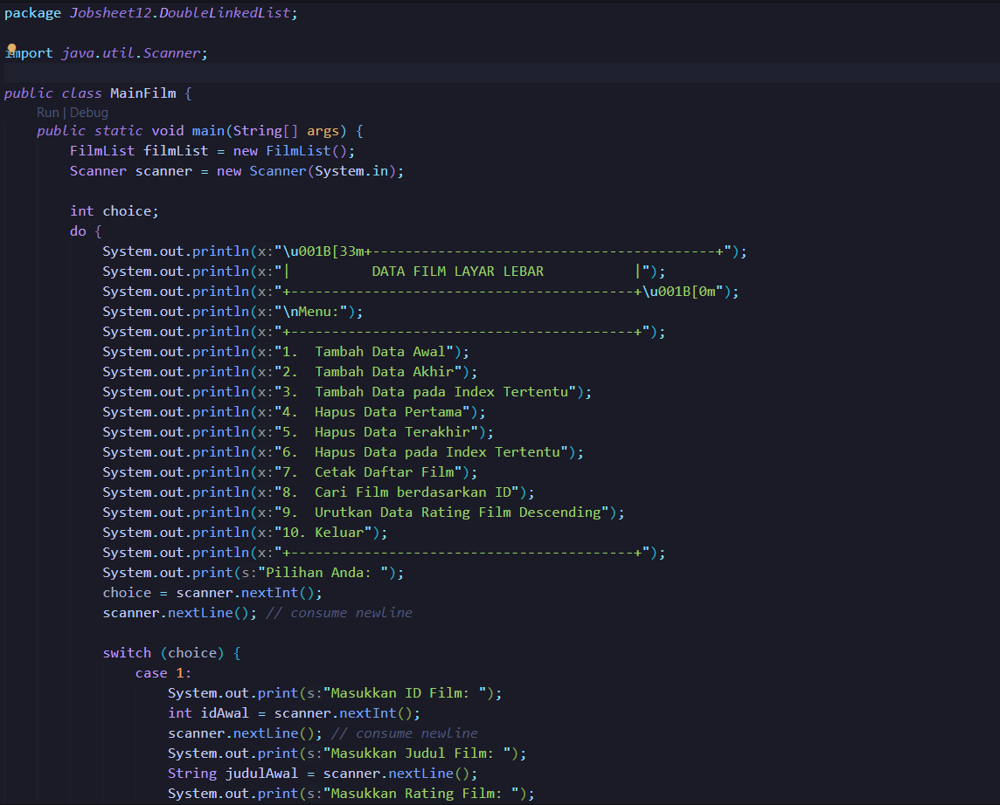 package Jobsheet12.DoubleLinkedList;
import java.util.Scanner;
public class MainFilm {
Run | Debug
public static void main(String[] args) {
FilmList filmList = new FilmList();
Scanner scanner = new Scanner(System.in);
int choice;
do {
System.out.println(x:"\u001B[33m+------------------------------------------+");
System.out.println(x:"|          DATA FILM LAYAR LEBAR           |");
System.out.println(x:"+------------------------------------------+\u001B[0m");
System.out.println(x:"\nMenu:");
System.out.println(x:"+------------------------------------------+");
System.out.println(x:"1.  Tambah Data Awal");
System.out.println(x:"2.  Tambah Data Akhir");
System.out.println(x:"3.  Tambah Data pada Index Tertentu");
System.out.println(x:"4.  Hapus Data Pertama");
System.out.println(x:"5.  Hapus Data Terakhir");
System.out.println(x:"6.  Hapus Data pada Index Tertentu");
System.out.println(x:"7.  Cetak Daftar Film");
System.out.println(x:"8.  Cari Film berdasarkan ID");
System.out.println(x:"9.  Urutkan Data Rating Film Descending");
System.out.println(x:"10. Keluar");
System.out.println(x:"+------------------------------------------+");
System.out.print(s:"Pilihan Anda: ");
choice = scanner.nextInt();
scanner.nextLine(); // consume newline
switch (choice) {
case 1:
System.out.print(s:"Masukkan ID Film: ");
int idAwal = scanner.nextInt();
scanner.nextLine(); // consume newline
System.out.print(s:"Masukkan Judul Film: ");
String judulAwal = scanner.nextLine();
System.out.print(s:"Masukkan Rating Film: ");